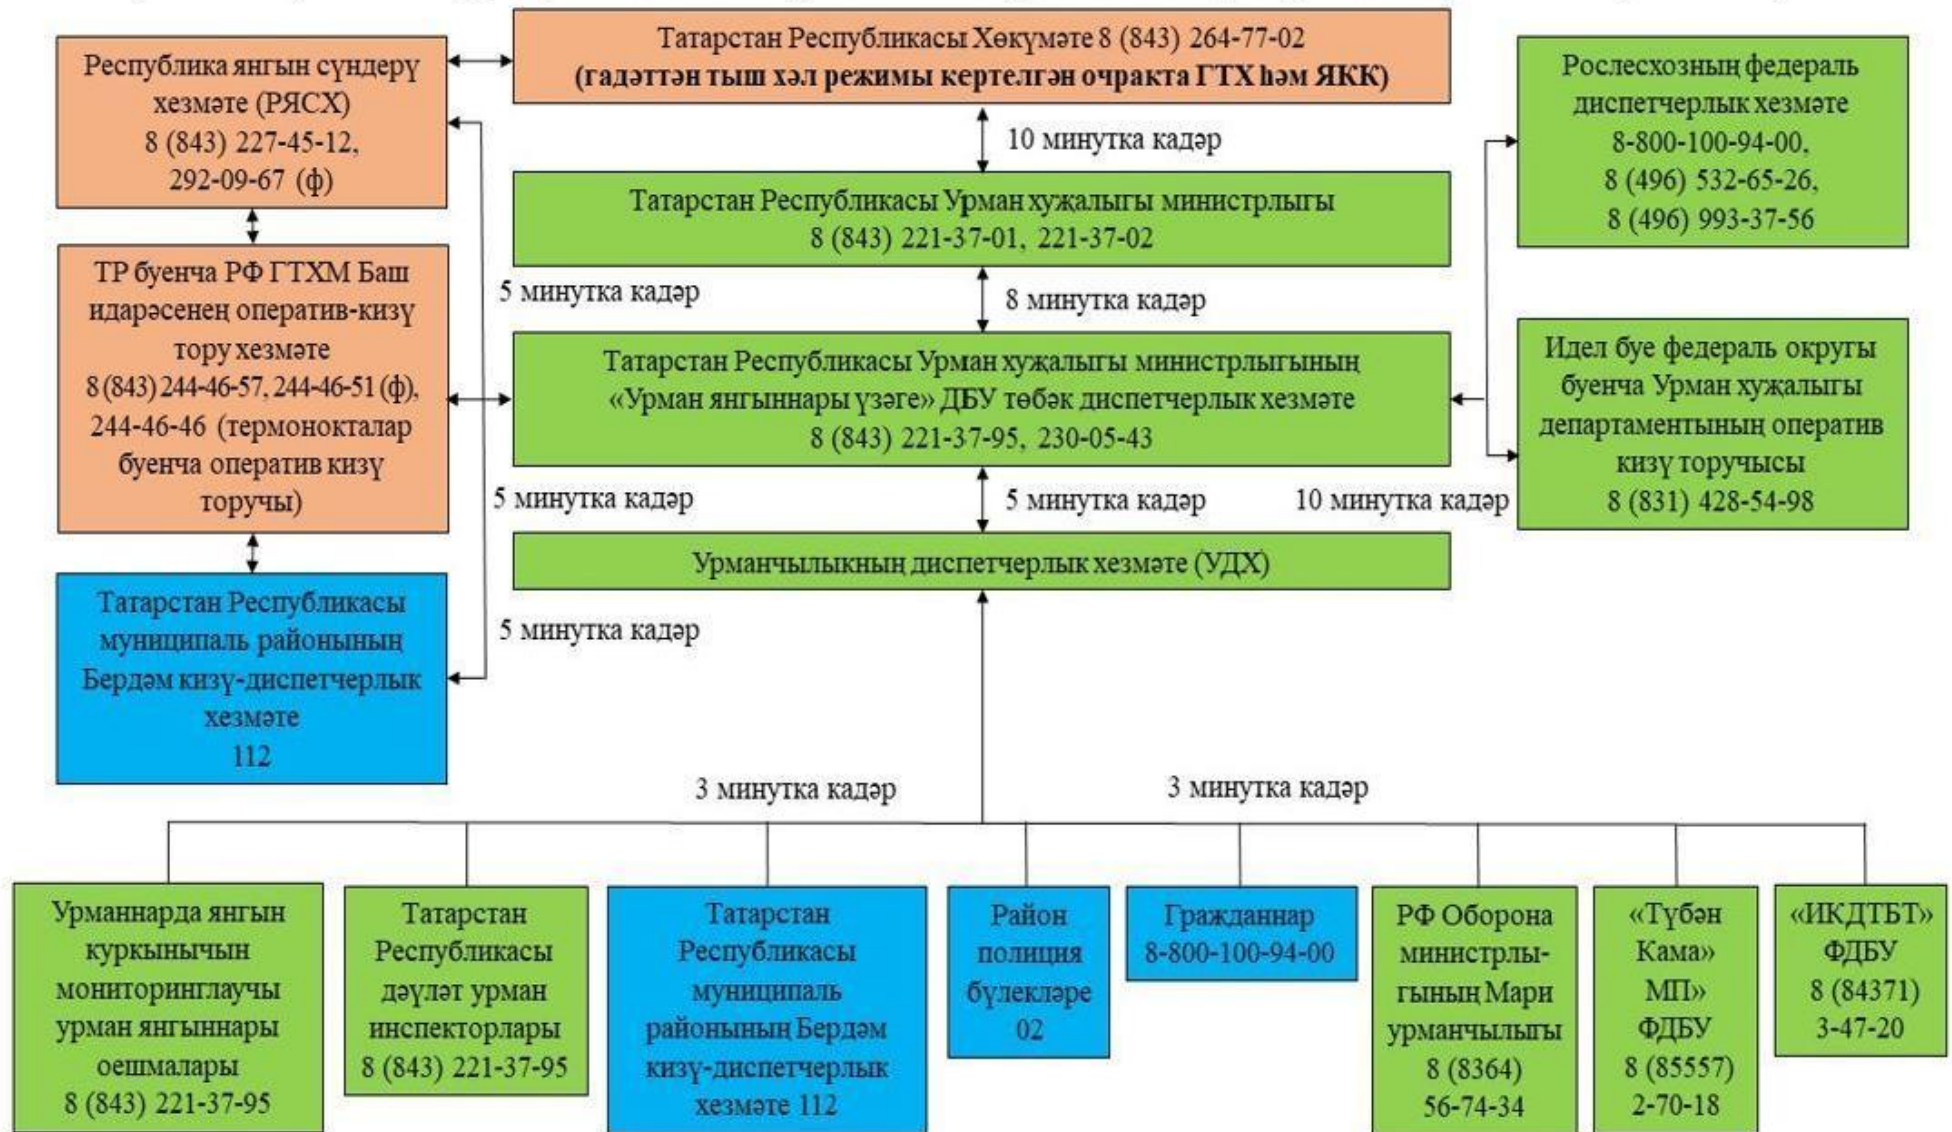 Татарстан Республикасы Хөкүмәте 8 (843) 264-77-02
(гадәттән тыш хәл режимы кертелгән очракта ГТХ һәм ЯКК)
Республика янгын сүндерү
хезмәте (РЯСХ)
8 (843) 227-45-12,
292-09-67 (ф)
Рослесхозның федераль
диспетчерлык хезмәте
8-800-100-94-00,
8 (496) 532-65-26,
8 (496) 993-37-56
10 минутка кадәр
Татарстан Республикасы Урман хуҗалыгы министрлыгы
8 (843) 221-37-01, 221-37-02
ТР буенча РФ ГТХМ Баш
идарәсенең оператив-кизү
тору хезмәте
8 (843) 244-46-57, 244-46-51 (ф),
244-46-46 (термонокталар
буенча оператив кизү
торучы)
5 минутка кадәр
8 минутка кадәр
Татарстан Республикасы Урман хуҗалыгы министрлыгының
«Урман янгыннары үзәге» ДБУ төбәк диспетчерлык хезмәте
8 (843) 221-37-95, 230-05-43
Идел буе федераль округы
буенча Урман хуҗалыгы
департаментының оператив
кизү торучысы
8 (831) 428-54-98
5 минутка кадәр
5 минутка кадәр
10 минутка кадәр
Урманчылыкның диспетчерлык хезмәте (УДХ)
Татарстан Республикасы
муниципаль районының
Бердәм кизү-диспетчерлык
хезмәте
112
5 минутка кадәр
3 минутка кадәр
3 минутка кадәр
Урманнарда янгын
куркынычын
мониторинглаучы
урман янгыннары
оешмалары
8 (843) 221-37-95
Татарстан
Республикасы
дәүләт урман
инспекторлары
8 (843) 221-37-95
Татарстан
Республикасы
муниципаль
районының Бердәм
кизү-диспетчерлык
хезмәте 112
Район
полиция
бүлекләре
02
Гражданнар
8-800-100-94-00
РФ Оборона
министрлы-
гының Мари
урманчылыгы
8 (8364)
56-74-34
«Түбән
Кама»
МП»
ФДБУ
8 (85557)
2-70-18
«ИКДТБТ»
ФДБУ
8 (84371)
3-47-20